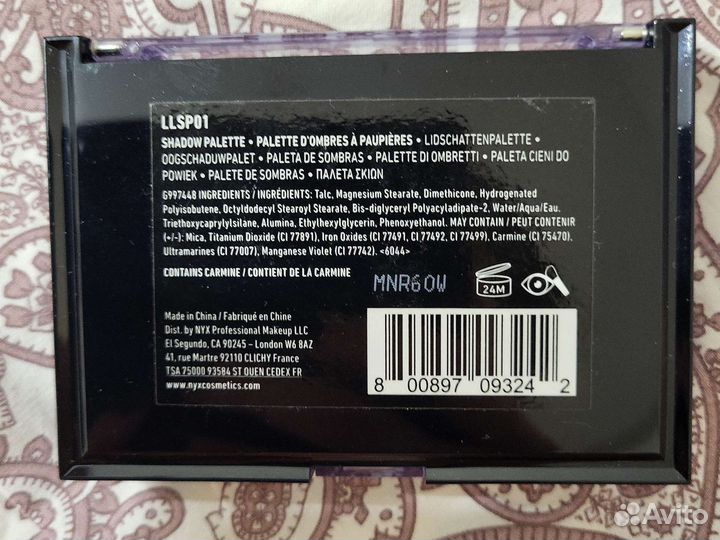 LLSP01
SHADOW PALETTE • PALETTE D'OMBRES À PAUPIÈRES • LIDSCHATTENPALETTE •
OOGSCHADUWPALET • PALETA DE SOMBRAS • PALETTE DI OMBRETTI • PALETA CIENI DO
POWIEK • PALETE DE SOMBRAS • ΠΑΛΕΤΑ ΣΚΙΩΝ
G997448 INGREDIENTS / INGRÉDIENTS: Talc, Magnesium Stearate, Dimethicone, Hydrogenated
Polyisobutene, Octyldodecyl Stearoyl Stearate, Bis-diglyceryl Polyacyladipate-2, Water/Aqua/Eau,
Triethoxycaprylylsilane, Alumina, Ethylhexylglycerin, Phenoxyethanol. MAY CONTAIN / PEUT CONTENIR
(+/-): Mica, Titanium Dioxide (CI 77891), Iron Oxides (CI 77491, CI 77492, CI 77499), Carmine (CI 75470),
Ultramarines (CI 77007), Manganese Violet (CI 77742). <6044>
CONTAINS CARMINE / CONTIENT DE LA CARMINE
MNR60W
24M
Made in China / Fabriqué en Chine
Dist. by NYX Professional Makeup LLC
El Segundo, CA 90245 – London W6 8AZ
41, rue Martre 92110 CLICHY France
TSA 75000 93584 ST OUEN CEDEX FR
www.nyxcosmetics.com
8 00897 09324 2
Avito